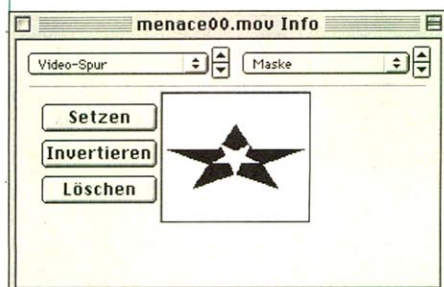 menace00.mov Info
Video-Spur Maske
Setzen
Invertieren
Löschen